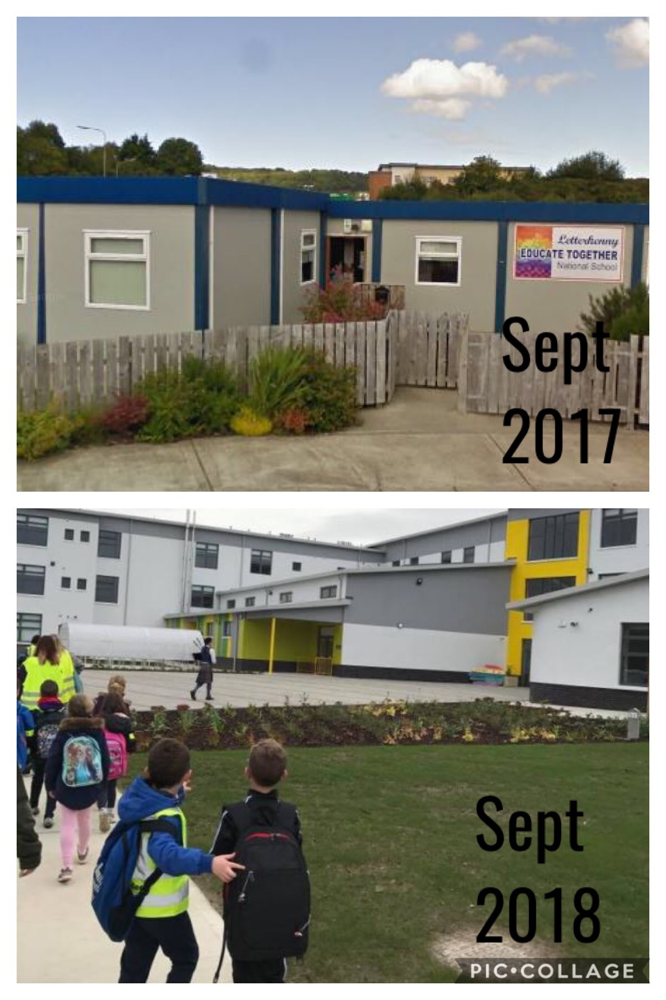 Letterkenny
EDUCATE TOGETHER
National School
Sept
2017
Sept
2018
PIC•COLLAGE